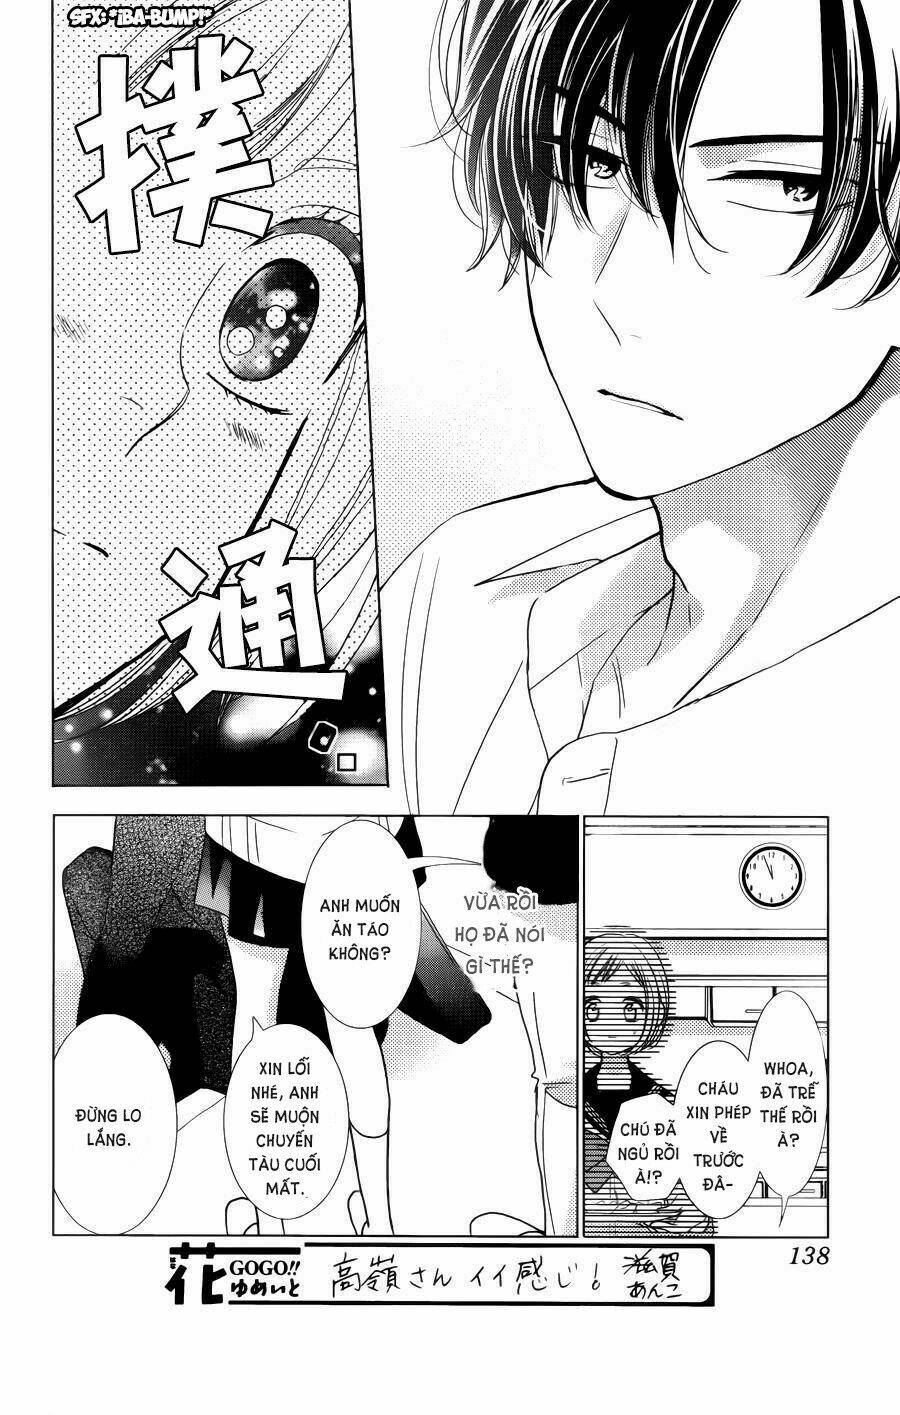 SFX: "¡BA-BUMP!"
撲
通
ANH MUỐN
ĂN TÁO
KHÔNG?
VỪA RỒI
HỌ ĐÃ NÓI
GÌ THẾ?
XIN LỖI
NHÉ, ANH
SẼ MUỘN
CHUYẾN
TÀU CUỐI
MẤT.
ĐỪNG LO
LẮNG.
WHOA,
ĐÃ TRỄ
THẾ RỒI
À?
CHÁU
XIN PHÉP
VỀ
TRƯỚC
ĐÂ-
CHÚ ĐÃ
NGỦ RỒI
À!?
138
花
GOGO!!
ゆめいと
高嶺さん イイ感じ!
滋賀
あんこ